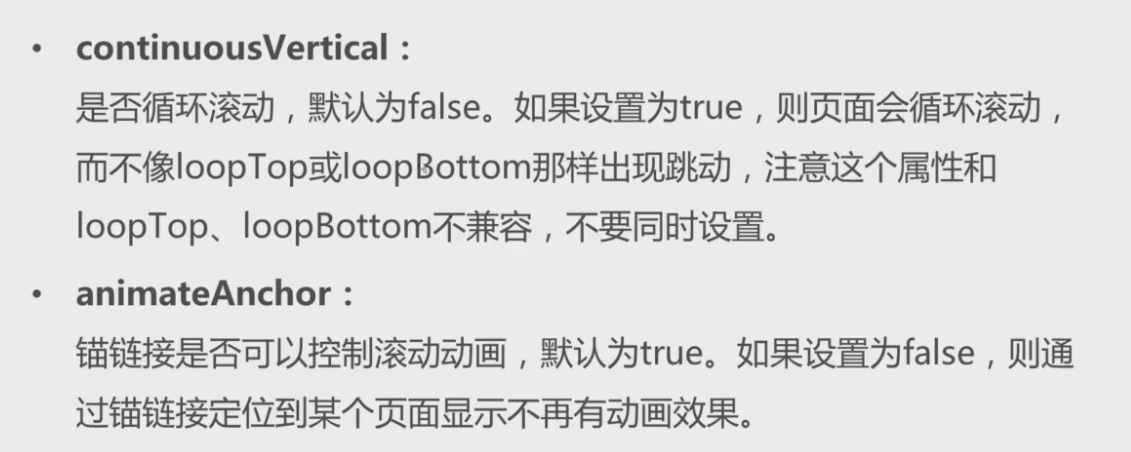 • continuousVertical：
是否循环滚动，默认为false。如果设置为true，则页面会循环滚动，
而不像loopTop或loopBottom那样出现跳动，注意这个属性和
loopTop、loopBottom不兼容，不要同时设置。
• animateAnchor：
锚链接是否可以控制滚动动画，默认为true。如果设置为false，则通
过锚链接定位到某个页面显示不再有动画效果。